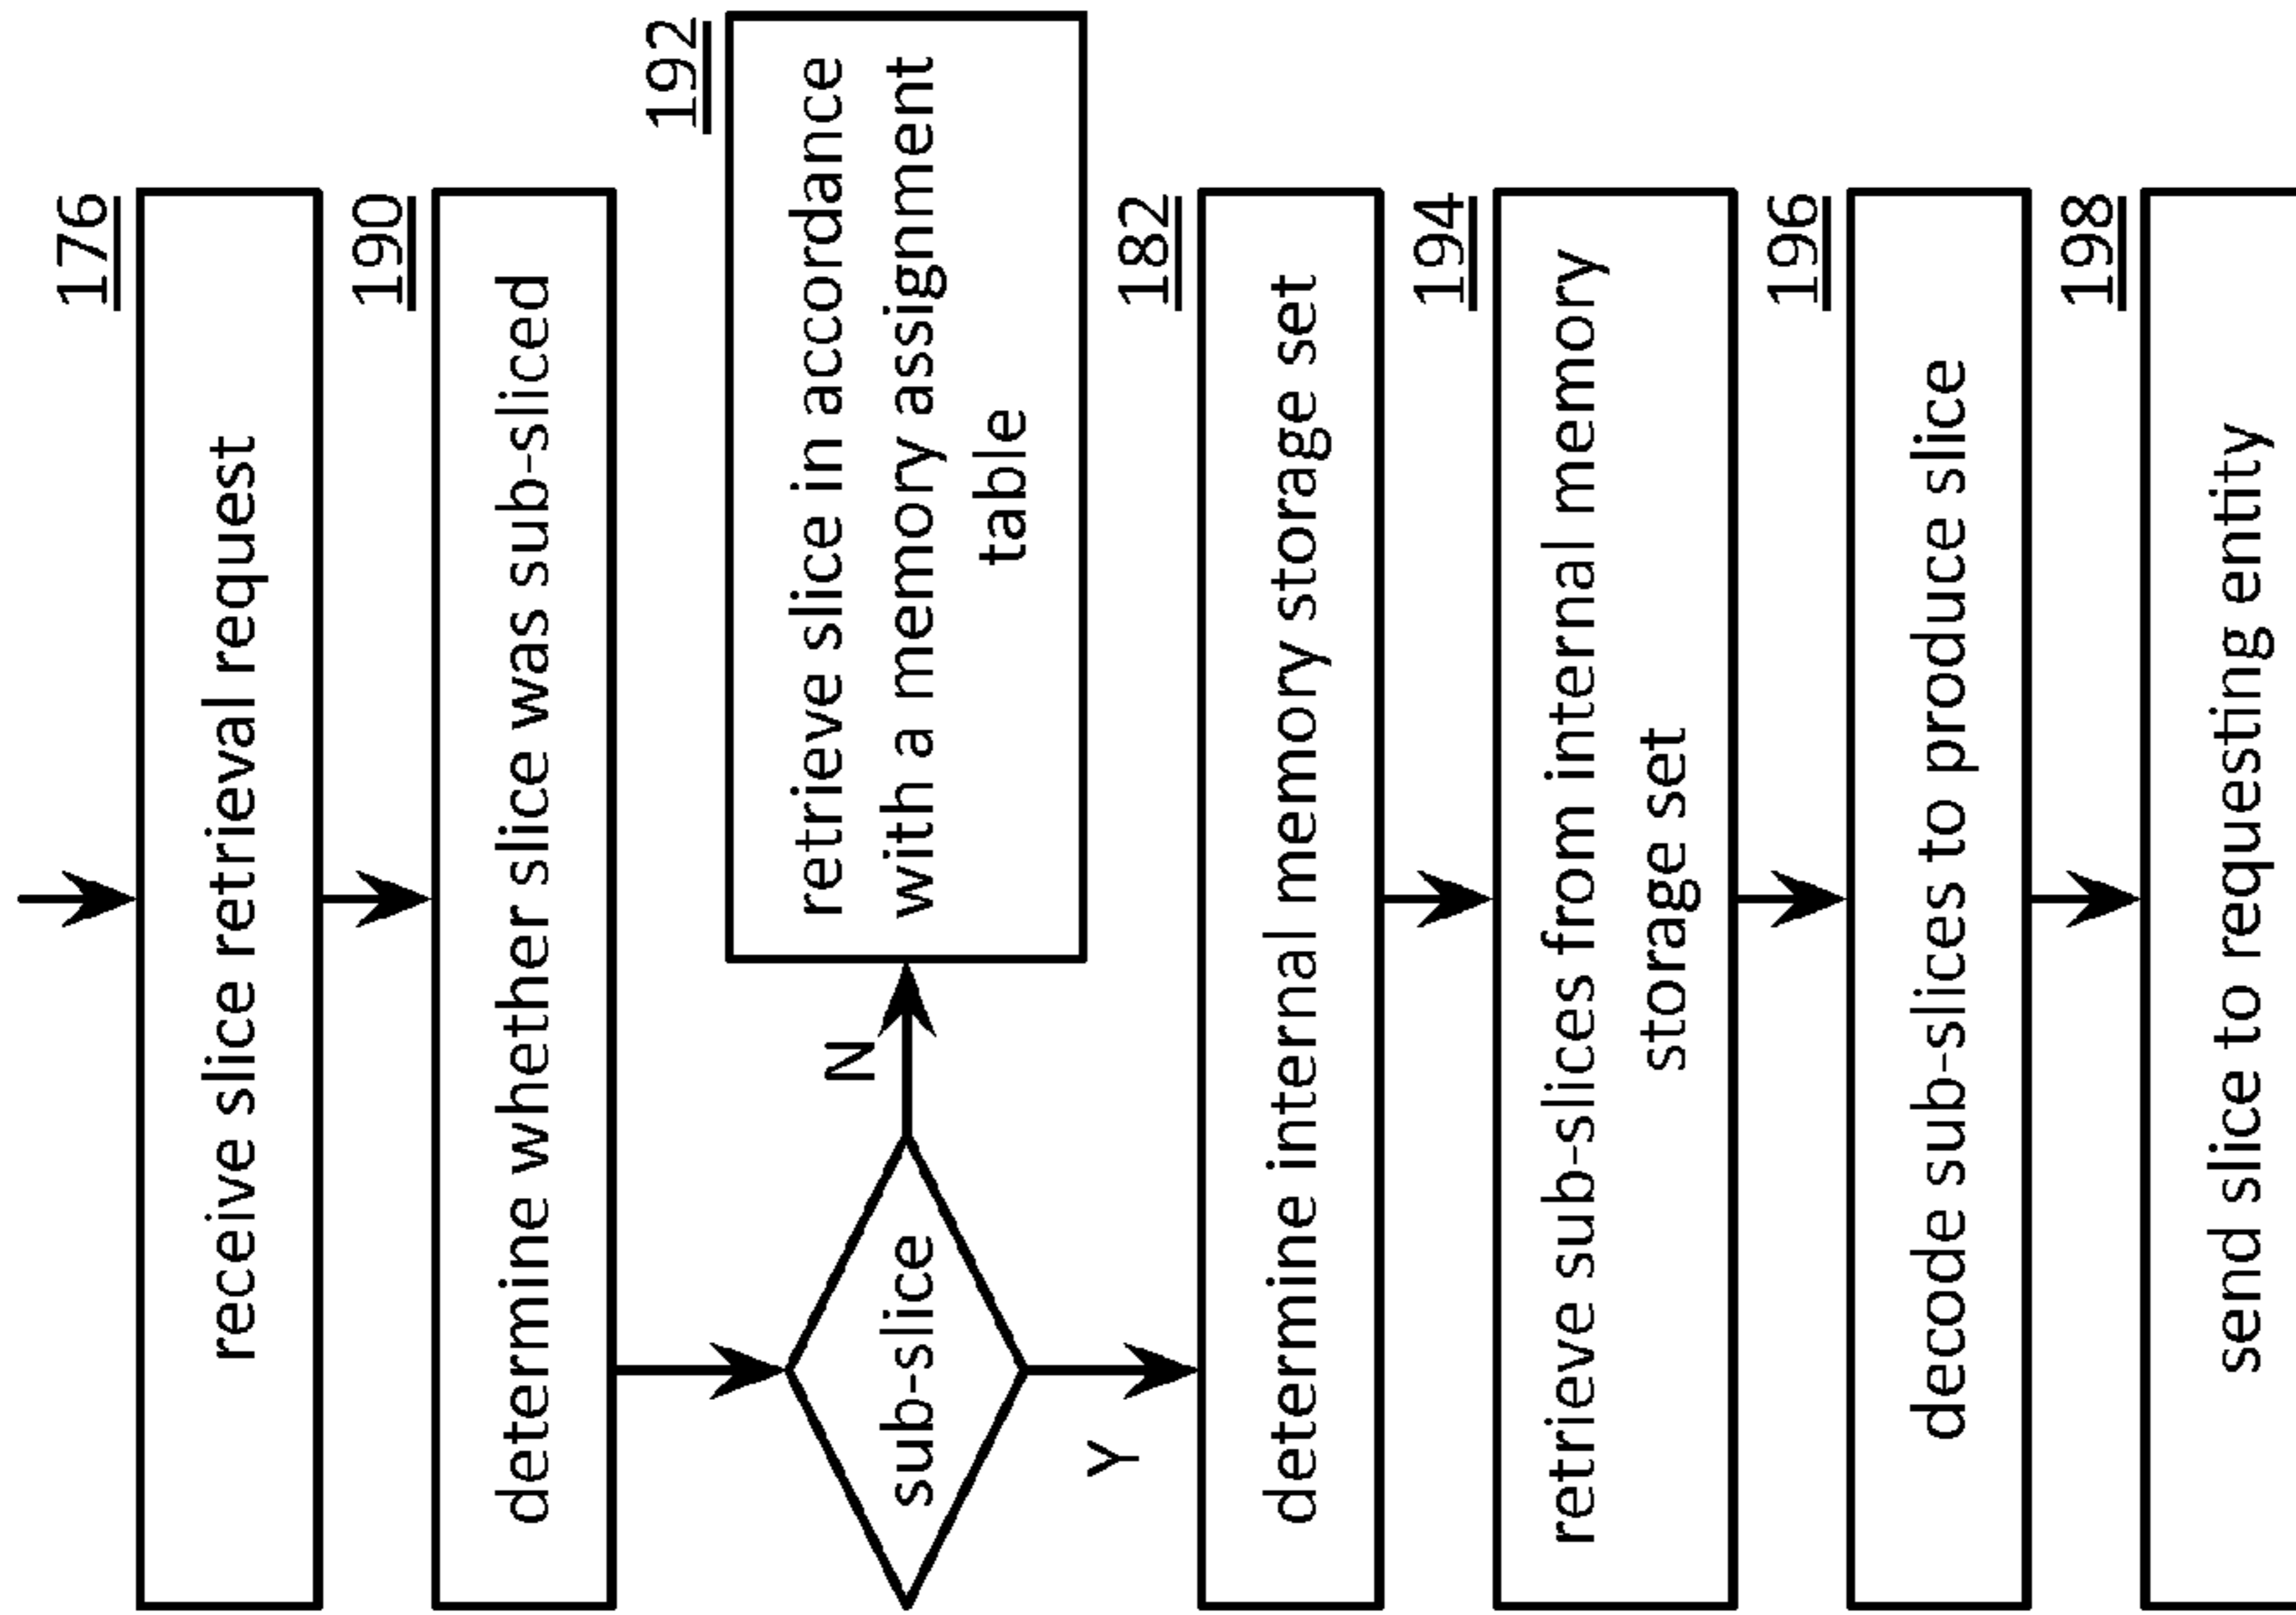 176
receive slice retrieval request
190
determine whether slice was sub-sliced
sub-slice
N
192
retrieve slice in accordance
with a memory assignment
table
Y
182
determine internal memory storage set
194
retrieve sub-slices from internal memory
storage set
196
decode sub-slices to produce slice
198
send slice to requesting entity